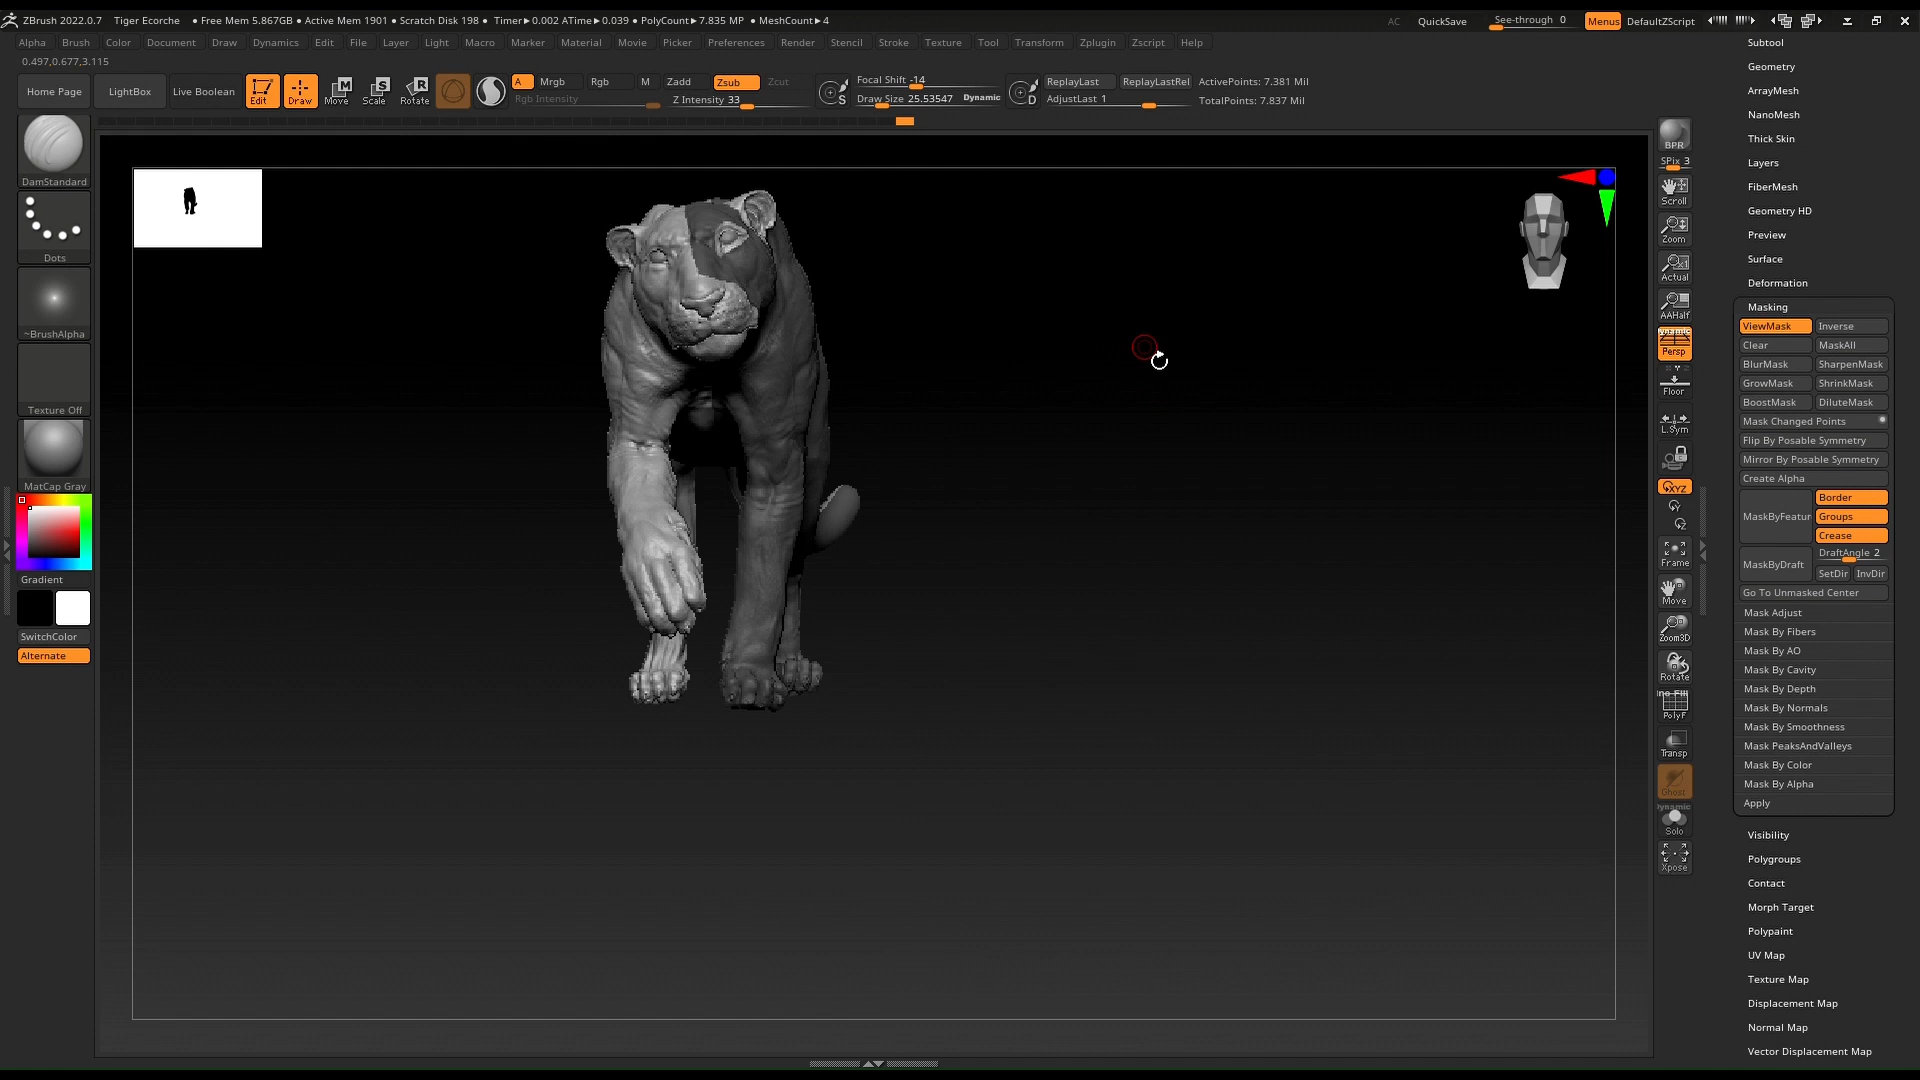 ZBrush 2022.0.7 Tiger Ecorche • Free Mem 5.867GB • Active Mem 1901 • Scratch Disk 198 • Timer▸0.002 ATime▸0.039 • PolyCount▸7.835 MP • MeshCount▸4 AC QuickSave See-through 0 Menus DefaultZScript
Alpha Brush Color Document Draw Dynamics Edit File Layer Light Macro Marker Material Movie Picker Preferences Render Stencil Stroke Texture Tool Transform Zplugin Zscript Help
0.497,0.677,3.115
Home Page LightBox Live Boolean Edit Draw Move Scale Rotate
A Mrgb Rgb M Zadd Zsub Zcut
Rgb Intensity Z Intensity 33
Focal Shift -14
Draw Size 25.53547 Dynamic
ReplayLast ReplayLastRel
AdjustLast 1
ActivePoints: 7.381 Mil
TotalPoints: 7.837 Mil
DamStandard
Dots
~BrushAlpha
Texture Off
MatCap Gray
Gradient
SwitchColor
Alternate
BPR
SPix 3
Scroll
Zoom
Actual
AAHalf
Persp
Floor
L.Sym
XYZ
Frame
Move
Zoom3D
Rotate
PolyF
Transp
Ghost
Dynamic
Solo
Xpose
Subtool
Geometry
ArrayMesh
NanoMesh
Thick Skin
Layers
FiberMesh
Geometry HD
Preview
Surface
Deformation
Masking
ViewMask Inverse
Clear MaskAll
BlurMask SharpenMask
GrowMask ShrinkMask
BoostMask DiluteMask
Mask Changed Points
Flip By Posable Symmetry
Mirror By Posable Symmetry
Create Alpha
Border
MaskByFeatur Groups
Crease
DraftAngle 2
MaskByDraft
SetDir InvDir
Go To Unmasked Center
Mask Adjust
Mask By Fibers
Mask By AO
Mask By Cavity
Mask By Depth
Mask By Normals
Mask By Smoothness
Mask PeaksAndValleys
Mask By Color
Mask By Alpha
Apply
Visibility
Polygroups
Contact
Morph Target
Polypaint
UV Map
Texture Map
Displacement Map
Normal Map
Vector Displacement Map